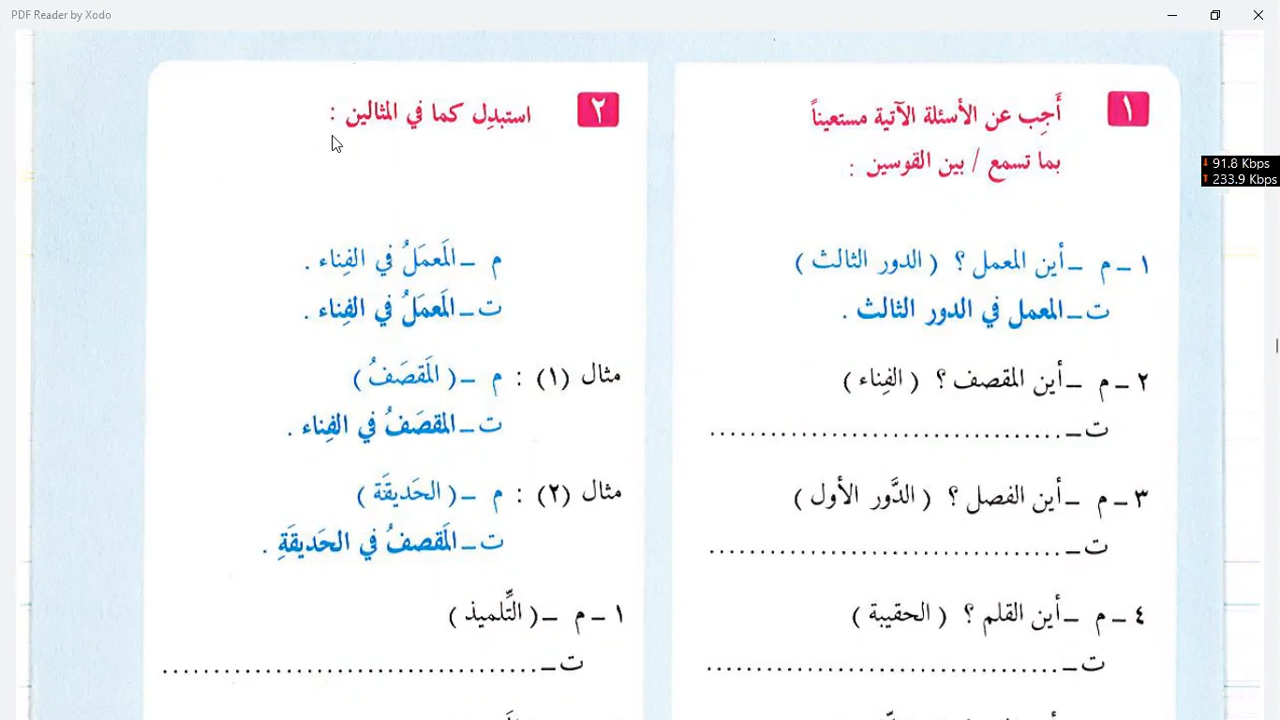 PDF Reader by Xodo
91.8 Kbps
233.9 Kbps
١
أَجِب عن الأسئلة الآتية مستعيناً
بما تسمع / بين القوسين :
١ – م – أين المعمل ؟ ( الدور الثالث )
ت – المعمل في الدور الثالث .
٢ – م – أين المقصف ؟ ( الفِناء )
ت – ....................................
٣ – م – أين الفصل ؟ ( الدَّور الأول )
ت – ....................................
٤ – م – أين القلم ؟ ( الحقيبة )
ت – ....................................
٢
استبدِل كما في المثالين :
م – المَعمَلُ في الفِناء .
ت – المَعمَلُ في الفِناء .
مثال (١) : م – ( المَقصَفُ )
ت – المقصَفُ في الفِناء .
مثال (٢) : م – ( الحَديقَة )
ت – المَقصفُ في الحَديقَةِ .
١ – م – ( التِّلميذ )
ت – ......................................